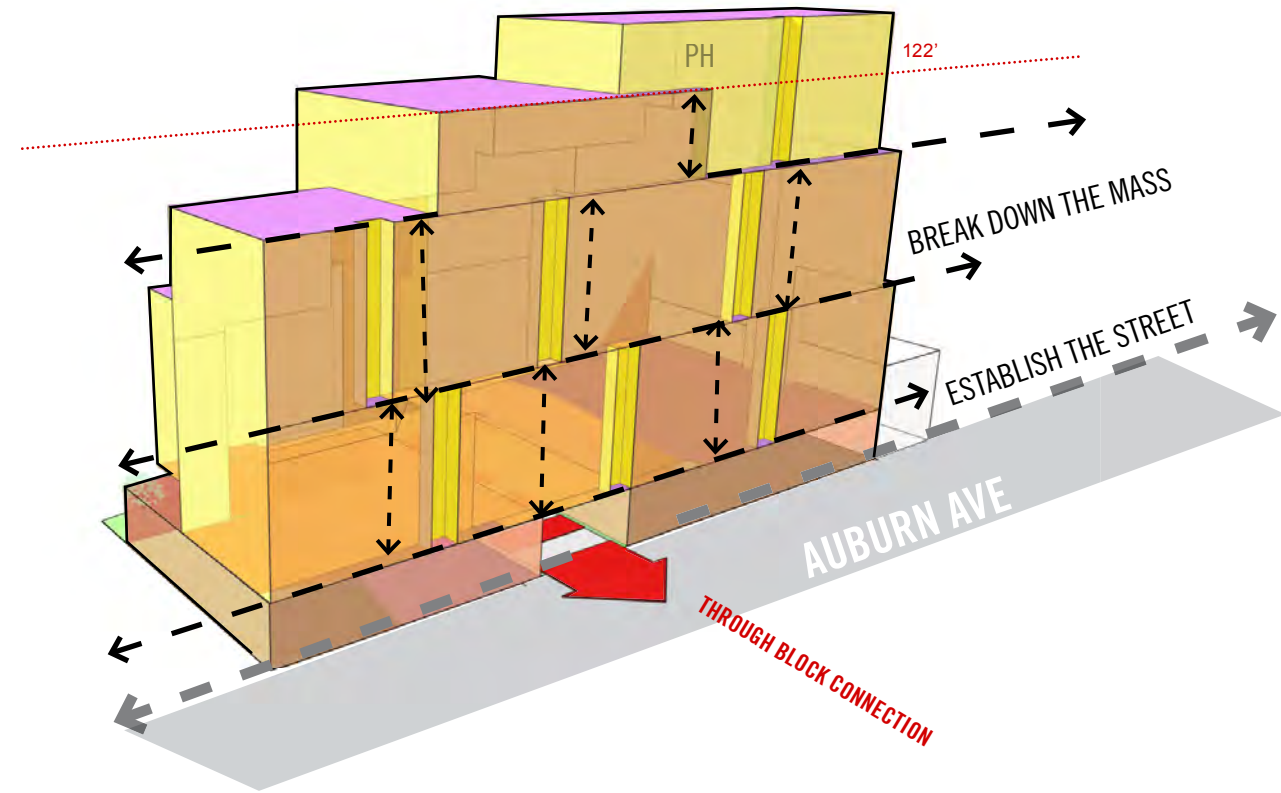 PH
122'
BREAK DOWN THE MASS
ESTABLISH THE STREET
AUBURN AVE
THROUGH BLOCK CONNECTION